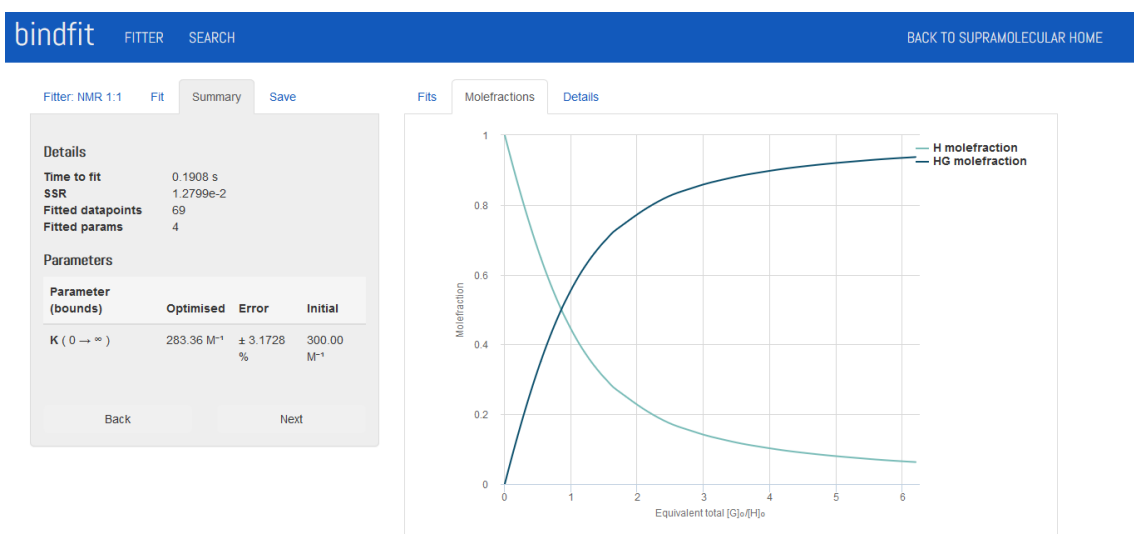 bindfit FITTER SEARCH BACK TO SUPRAMOLECULAR HOME
Fitter: NMR 1:1 Fit Summary Save
Details
Time to fit 0.1908 s
SSR 1.2799e-2
Fitted datapoints 69
Fitted params 4
Parameters
Parameter
(bounds) Optimised Error Initial
K ( 0 → ∞ ) 283.36 M⁻¹ ± 3.1728 300.00
% M⁻¹
Back Next
Fits Molefractions Details
1
0.8
0.6
0.4
0.2
0
Molefraction
H molefraction
HG molefraction
0 1 2 3 4 5 6
Equivalent total [G]₀/[H]₀